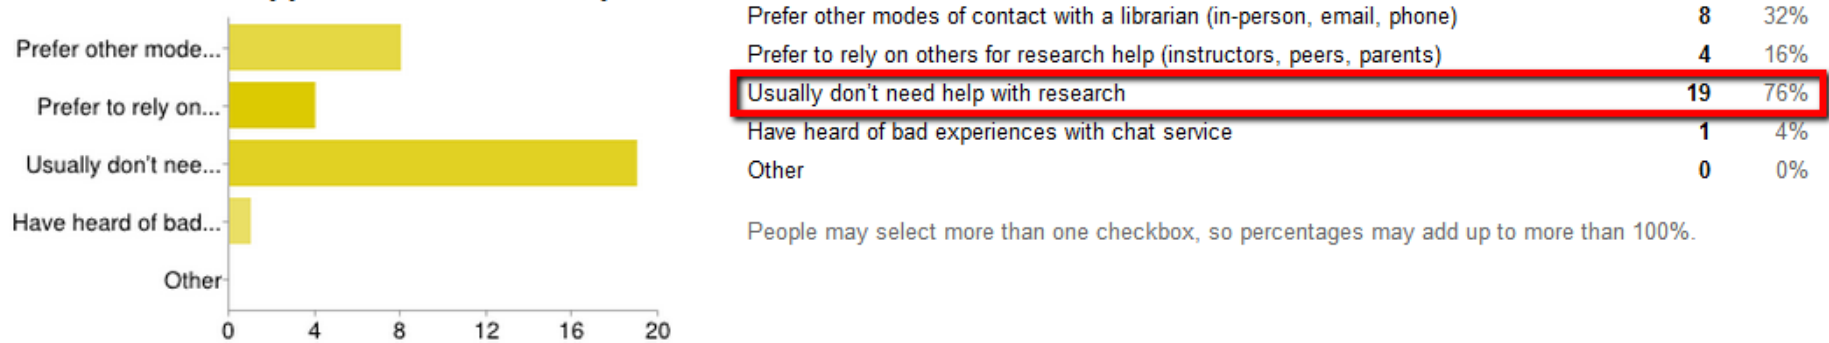 Prefer other mode...
Prefer to rely on...
Usually don't nee...
Have heard of bad...
Other
0 4 8 12 16 20
Prefer other modes of contact with a librarian (in-person, email, phone) 8 32%
Prefer to rely on others for research help (instructors, peers, parents) 4 16%
Usually don't need help with research 19 76%
Have heard of bad experiences with chat service 1 4%
Other 0 0%
People may select more than one checkbox, so percentages may add up to more than 100%.